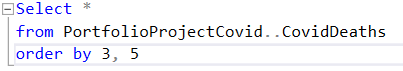 Select *
from PortfolioProjectCovid..CovidDeaths
order by 3, 5